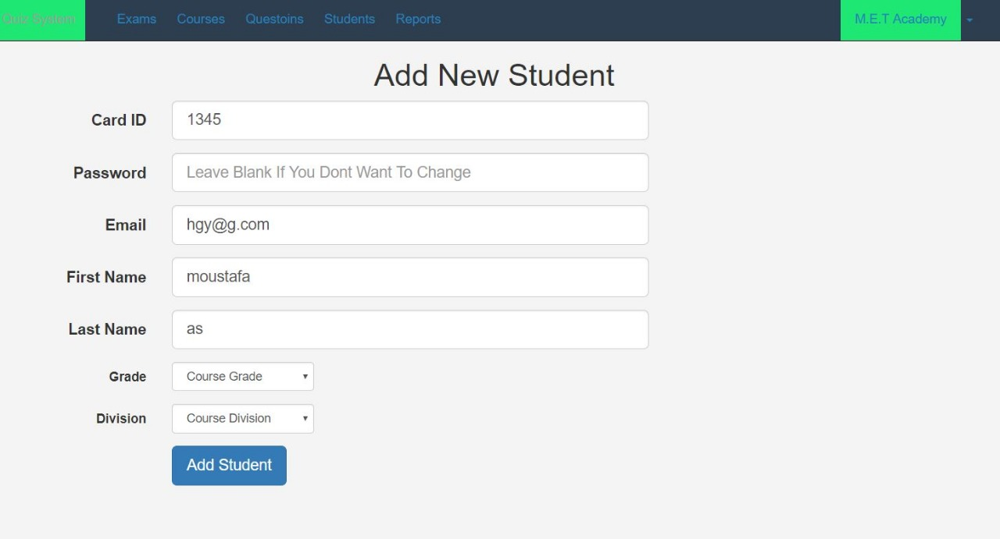 Quiz System Exams Courses Questoins Students Reports M.E.T Academy
Add New Student
Card ID 1345
Password Leave Blank If You Dont Want To Change
Email hgy@g.com
First Name moustafa
Last Name as
Grade Course Grade
Division Course Division
Add Student